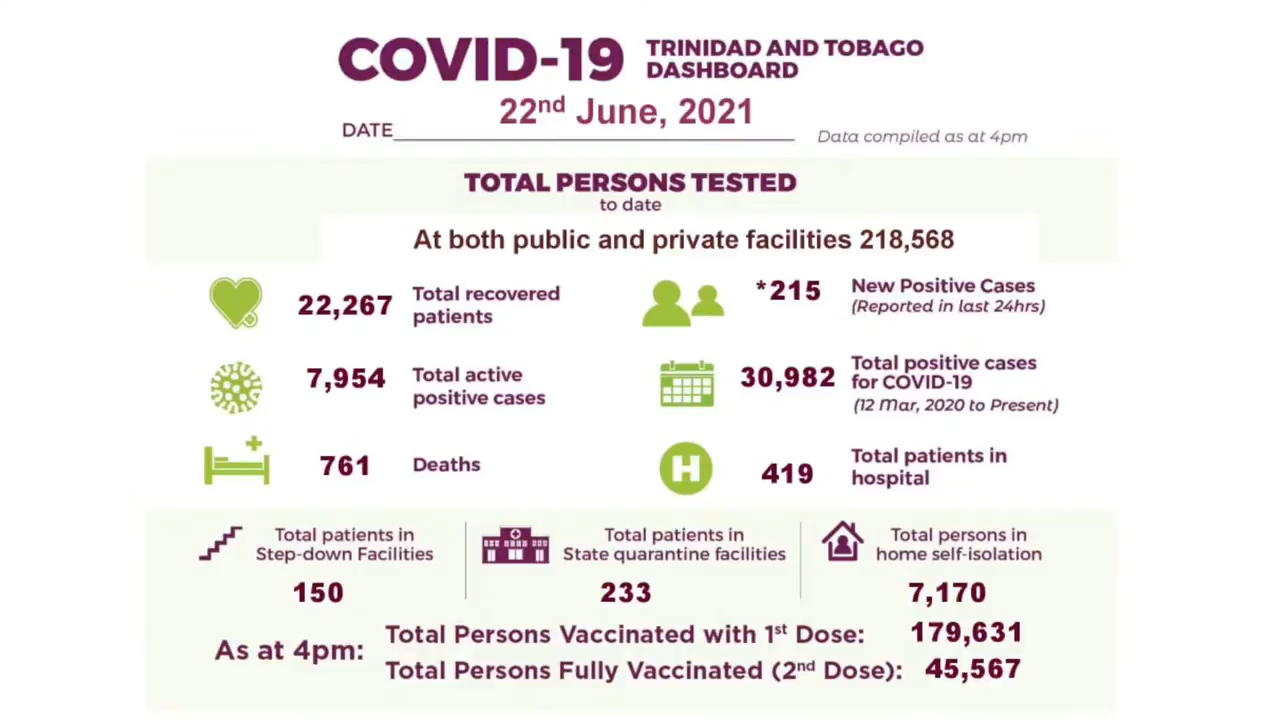 COVID-19 TRINIDAD AND TOBAGO
DASHBOARD
22nd June, 2021
DATE
Data compiled as at 4pm
TOTAL PERSONS TESTED
to date
At both public and private facilities 218,568
22,267 Total recovered
patients
*215 New Positive Cases
(Reported in last 24hrs)
7,954 Total active
positive cases
30,982 Total positive cases
for COVID-19
(12 Mar, 2020 to Present)
761 Deaths
H
419 Total patients in
hospital
Total patients in
Step-down Facilities
150
Total patients in
State quarantine facilities
233
Total persons in
home self-isolation
7,170
As at 4pm:
Total Persons Vaccinated with 1st Dose: 179,631
Total Persons Fully Vaccinated (2nd Dose): 45,567